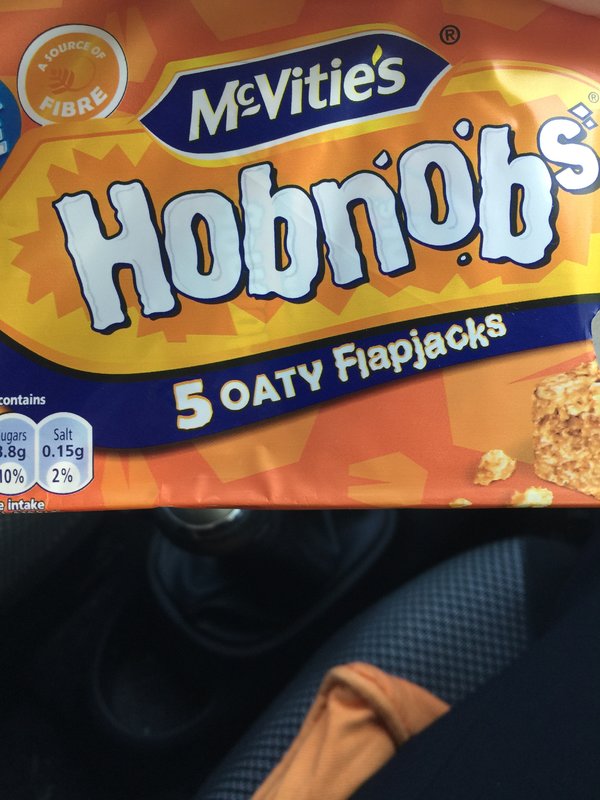 A SOURCE OF
FIBRE
McVitie's ®
Hobnobs ®
5 OATY Flapjacks
contains
Salt
0.15g
10% 2%
intake